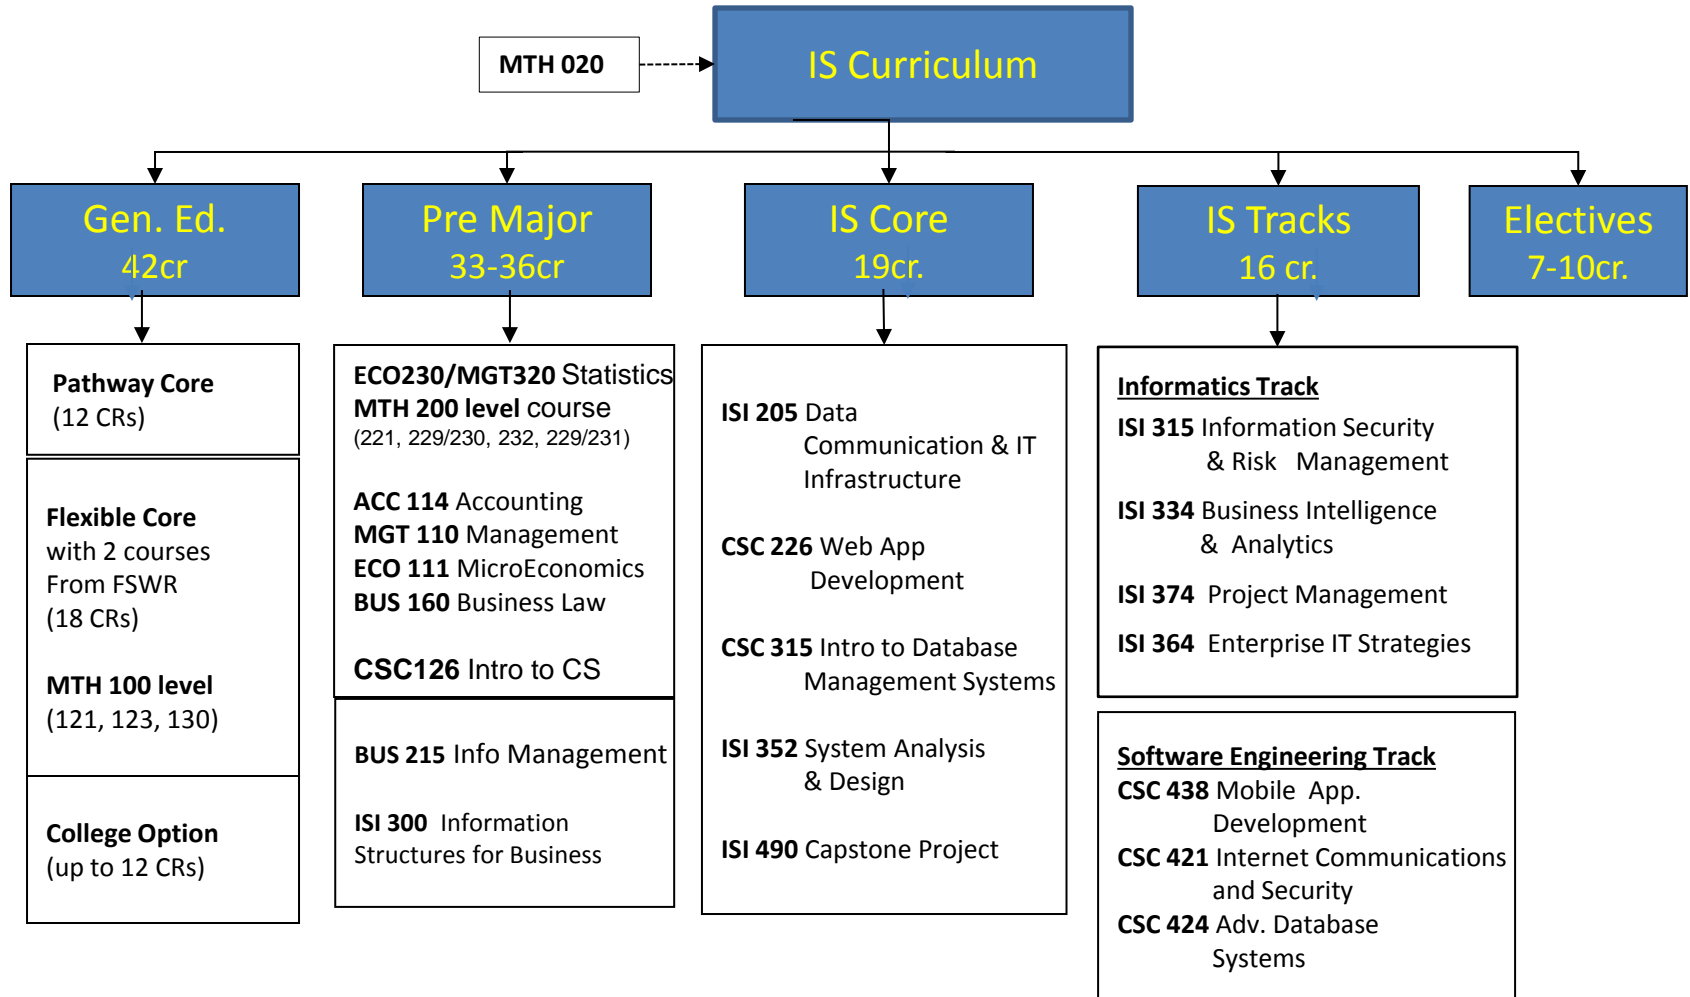 MTH 020
IS Curriculum
Gen. Ed.
42cr
Pre Major
33-36cr
IS Core
19cr.
IS Tracks
16 cr.
Electives
7-10cr.
Pathway Core
(12 CRs)
Flexible Core
with 2 courses
From FSWR
(18 CRs)
MTH 100 level
(121, 123, 130)
College Option
(up to 12 CRs)
ECO230/MGT320 Statistics
MTH 200 level course
(221, 229/230, 232, 229/231)
ACC 114 Accounting
MGT 110 Management
ECO 111 MicroEconomics
BUS 160 Business Law
CSC126 Intro to CS
BUS 215 Info Management
ISI 300 Information
Structures for Business
ISI 205 Data
Communication & IT
Infrastructure
CSC 226 Web App
Development
CSC 315 Intro to Database
Management Systems
ISI 352 System Analysis
& Design
ISI 490 Capstone Project
Informatics Track
ISI 315 Information Security
& Risk Management
ISI 334 Business Intelligence
& Analytics
ISI 374 Project Management
ISI 364 Enterprise IT Strategies
Software Engineering Track
CSC 438 Mobile App.
Development
CSC 421 Internet Communications
and Security
CSC 424 Adv. Database
Systems